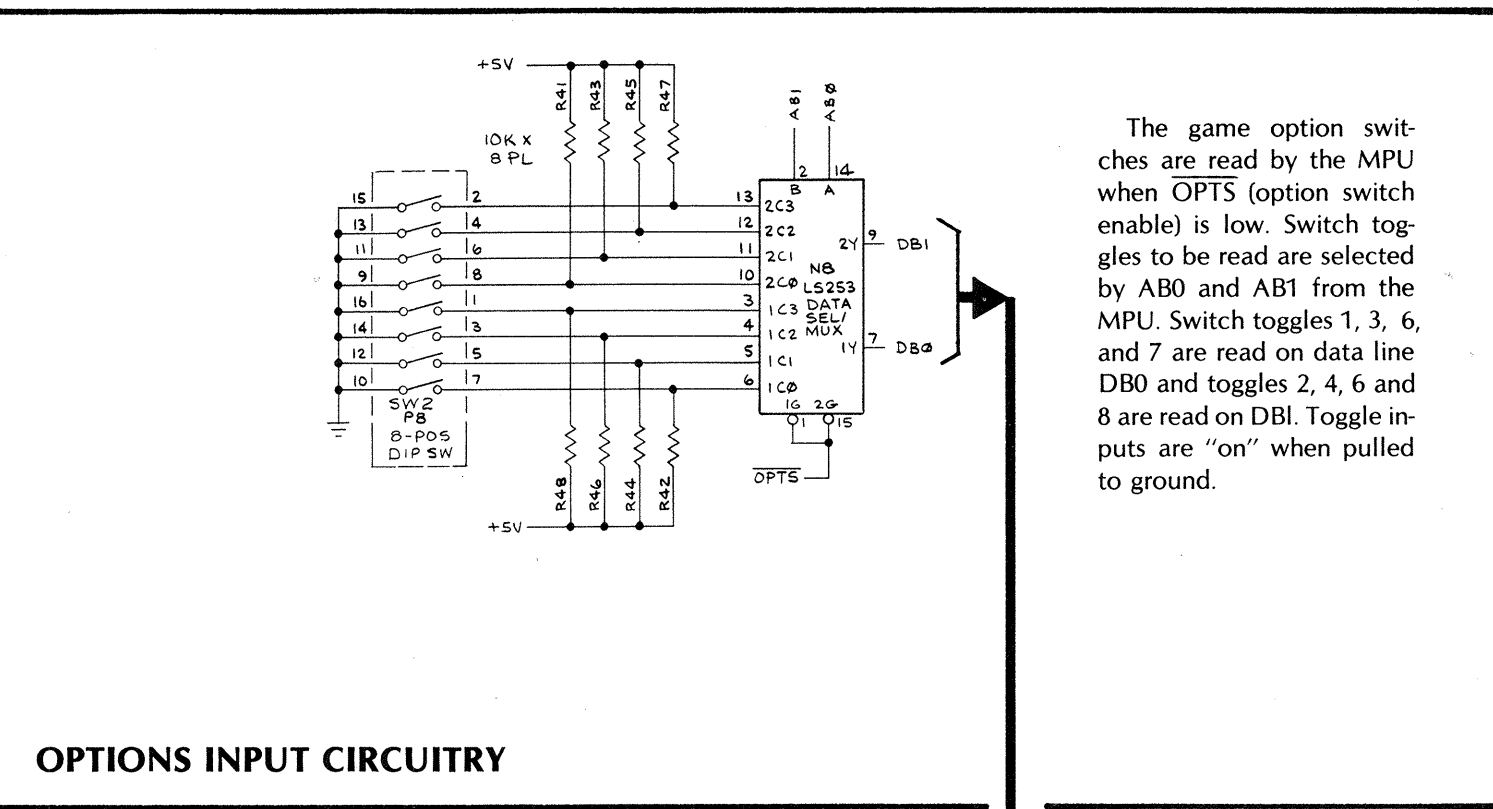 +5V
R41
R43
R45
R47
10K X
8 PL
AB1
AB0
2
14
B
A
15
2
13
2C3
13
4
12
2C2
11
6
11
2C1
9
8
10
2C0
16
1
3
1C3
14
3
4
1C2
12
5
5
1C1
10
7
6
1C0
2Y
9
DB1
N8
LS253
DATA
SEL/
MUX
1Y
7
DB0
1G
2G
1
15
OPTS
SW2
P8
8-POS
DIP SW
R48
R46
R44
R42
+5V
The game option swit-
ches are read by the MPU
when OPTS (option switch
enable) is low. Switch tog-
gles to be read are selected
by AB0 and AB1 from the
MPU. Switch toggles 1, 3, 6,
and 7 are read on data line
DB0 and toggles 2, 4, 6 and
8 are read on DBl. Toggle in-
puts are "on" when pulled
to ground.
OPTIONS INPUT CIRCUITRY